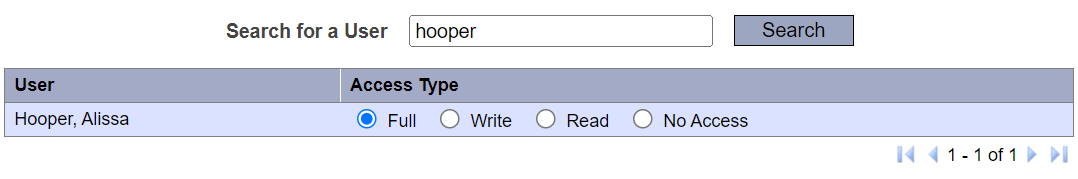 Search for a User hooper Search
User Access Type
Hooper, Alissa Full Write Read No Access
1 - 1 of 1